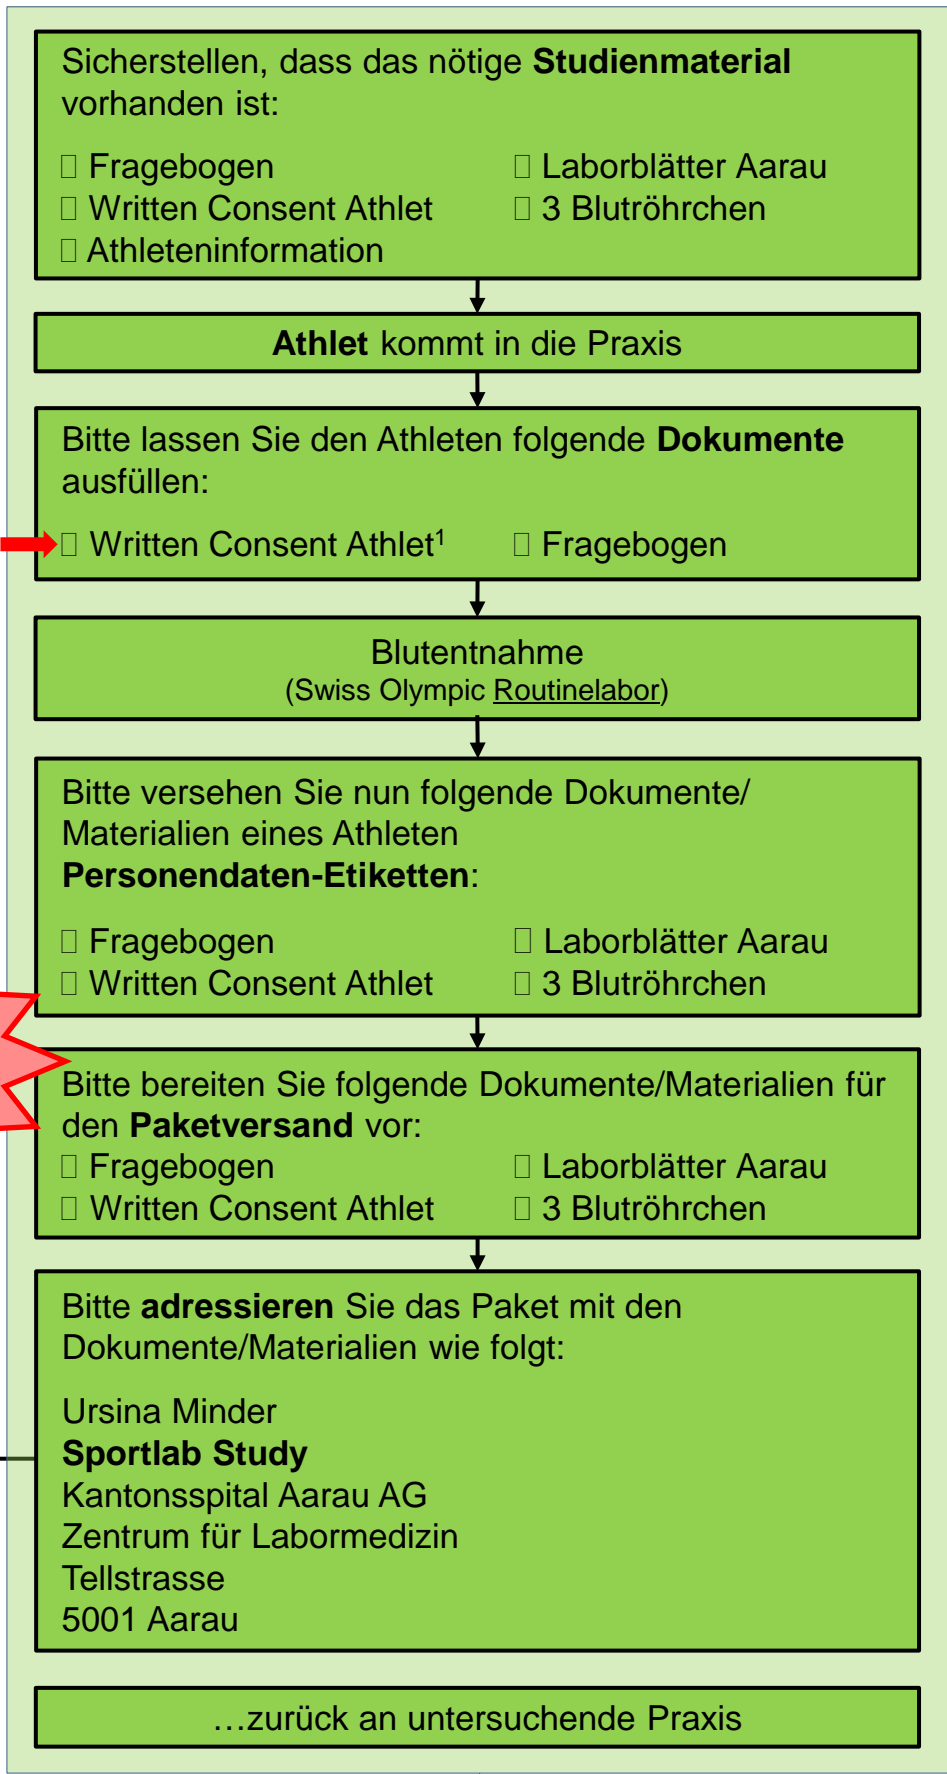 Sicherstellen, dass das nötige Studienmaterial
vorhanden ist:
Fragebogen
Laborblätter Aarau
Written Consent Athlet
3 Blutröhrchen
Athleteninformation
Athlet kommt in die Praxis
Bitte lassen Sie den Athleten folgende Dokumente
ausfüllen:
Written Consent Athlet¹
Fragebogen
Blutentnahme
(Swiss Olympic Routinelabor)
Bitte versehen Sie nun folgende Dokumente/
Materialien eines Athleten
Personendaten-Etiketten:
Fragebogen
Laborblätter Aarau
Written Consent Athlet
3 Blutröhrchen
Bitte bereiten Sie folgende Dokumente/Materialien für
den Paketversand vor:
Fragebogen
Laborblätter Aarau
Written Consent Athlet
3 Blutröhrchen
Bitte adressieren Sie das Paket mit den
Dokumente/Materialien wie folgt:
Ursina Minder
Sportlab Study
Kantonsspital Aarau AG
Zentrum für Labormedizin
Tellstrasse
5001 Aarau
…zurück an untersuchende Praxis